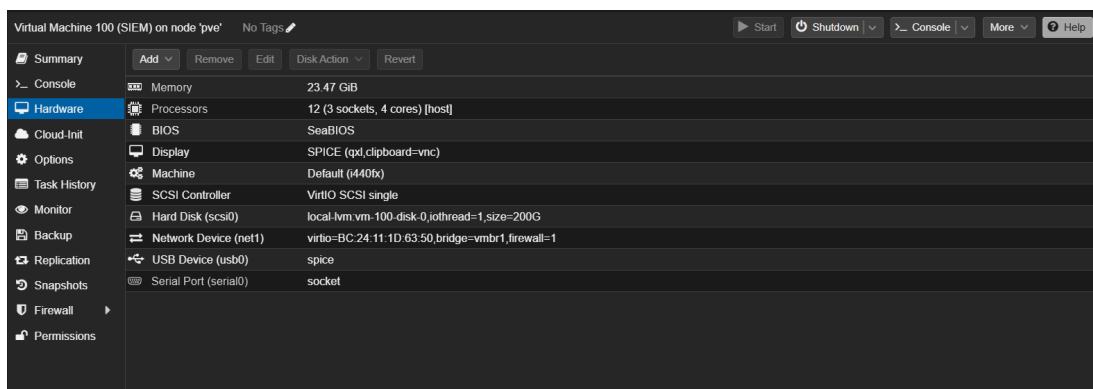 Virtual Machine 100 (SIEM) on node 'pve' No Tags Start Shutdown Console More Help
Summary
Console
Hardware
Cloud-Init
Options
Task History
Monitor
Backup
Replication
Snapshots
Firewall
Permissions
Add Remove Edit Disk Action Revert
Memory 23.47 GiB
Processors 12 (3 sockets, 4 cores) [host]
BIOS SeaBIOS
Display SPICE (qxl,clipboard=vnc)
Machine Default (i440fx)
SCSI Controller VirtIO SCSI single
Hard Disk (scsi0) local-lvm:vm-100-disk-0,iothread=1,size=200G
Network Device (net1) virtio=BC:24:11:1D:63:50,bridge=vmbr1,firewall=1
USB Device (usb0) spice
Serial Port (serial0) socket